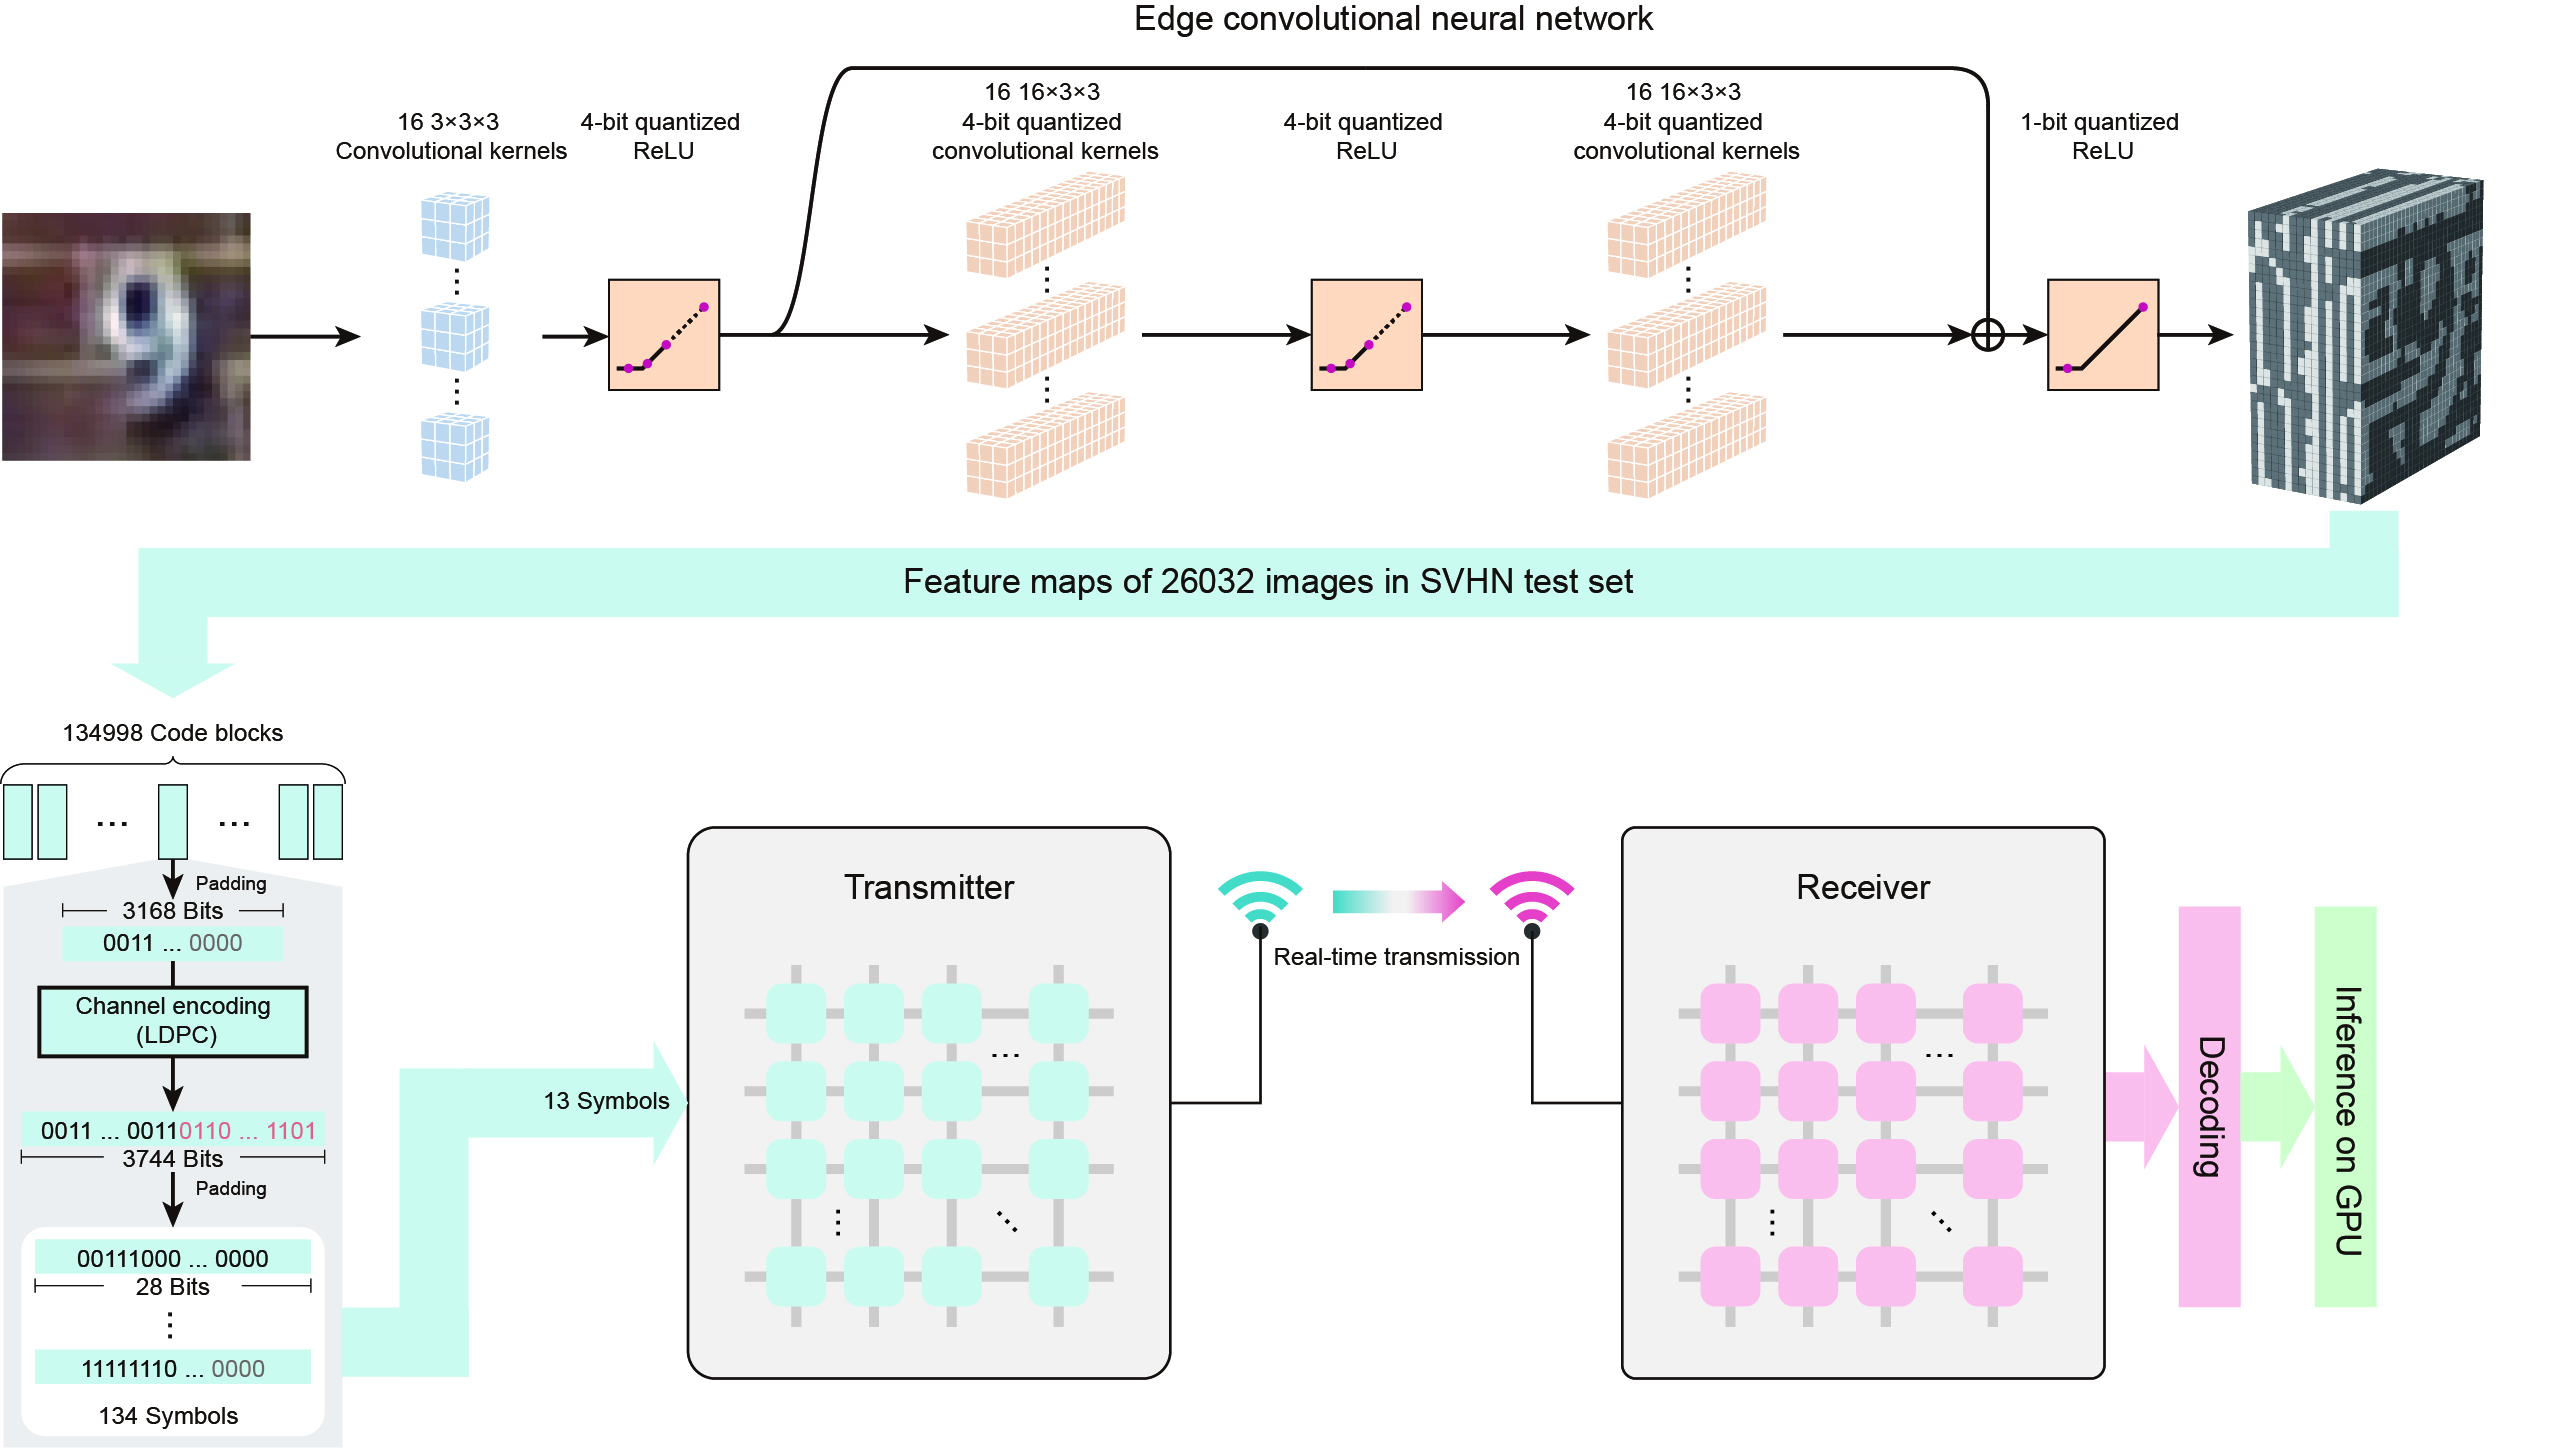 Edge convolutional neural network
16 3×3×3
Convolutional kernels
4-bit quantized
ReLU
16 16×3×3
4-bit quantized
convolutional kernels
4-bit quantized
ReLU
16 16×3×3
4-bit quantized
convolutional kernels
1-bit quantized
ReLU
Feature maps of 26032 images in SVHN test set
134998 Code blocks
...
...
Padding
3168 Bits
0011 ... 0000
Channel encoding
(LDPC)
0011 ... 00110110 ... 1101
3744 Bits
Padding
00111000 ... 0000
28 Bits
11111110 ... 0000
134 Symbols
13 Symbols
Transmitter
...
Real-time transmission
Receiver
...
Decoding
Inference on GPU